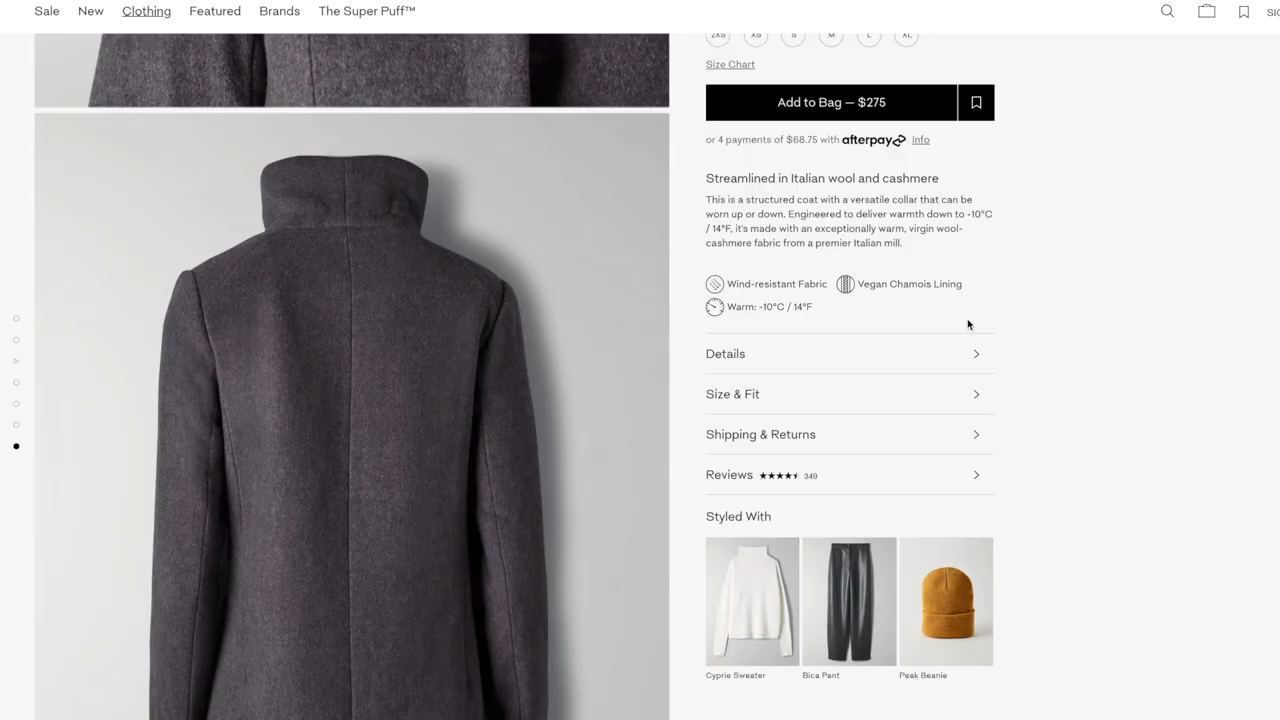 Sale New Clothing Featured Brands The Super Puff™
2XS XS S M L XL
Size Chart
Add to Bag — $275
or 4 payments of $68.75 with afterpay Info
Streamlined in Italian wool and cashmere
This is a structured coat with a versatile collar that can be
worn up or down. Engineered to deliver warmth down to -10°C
/ 14°F, it's made with an exceptionally warm, virgin wool-
cashmere fabric from a premier Italian mill.
Wind-resistant Fabric Vegan Chamois Lining
Warm: -10°C / 14°F
Details
Size & Fit
Shipping & Returns
Reviews ★★★★⯨ 349
Styled With
Cyprie Sweater Bica Pant Peak Beanie